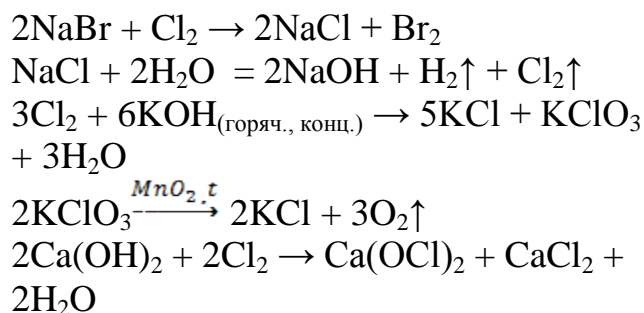 2NaBr + Cl₂ → 2NaCl + Br₂
NaCl + 2H₂O = 2NaOH + H₂↑ + Cl₂↑
3Cl₂ + 6KOH(горяч., конц.) → 5KCl + KClO₃
+ 3H₂O
2KClO₃ —MnO₂,t→ 2KCl + 3O₂↑
2Ca(OH)₂ + 2Cl₂ → Ca(OCl)₂ + CaCl₂ +
2H₂O